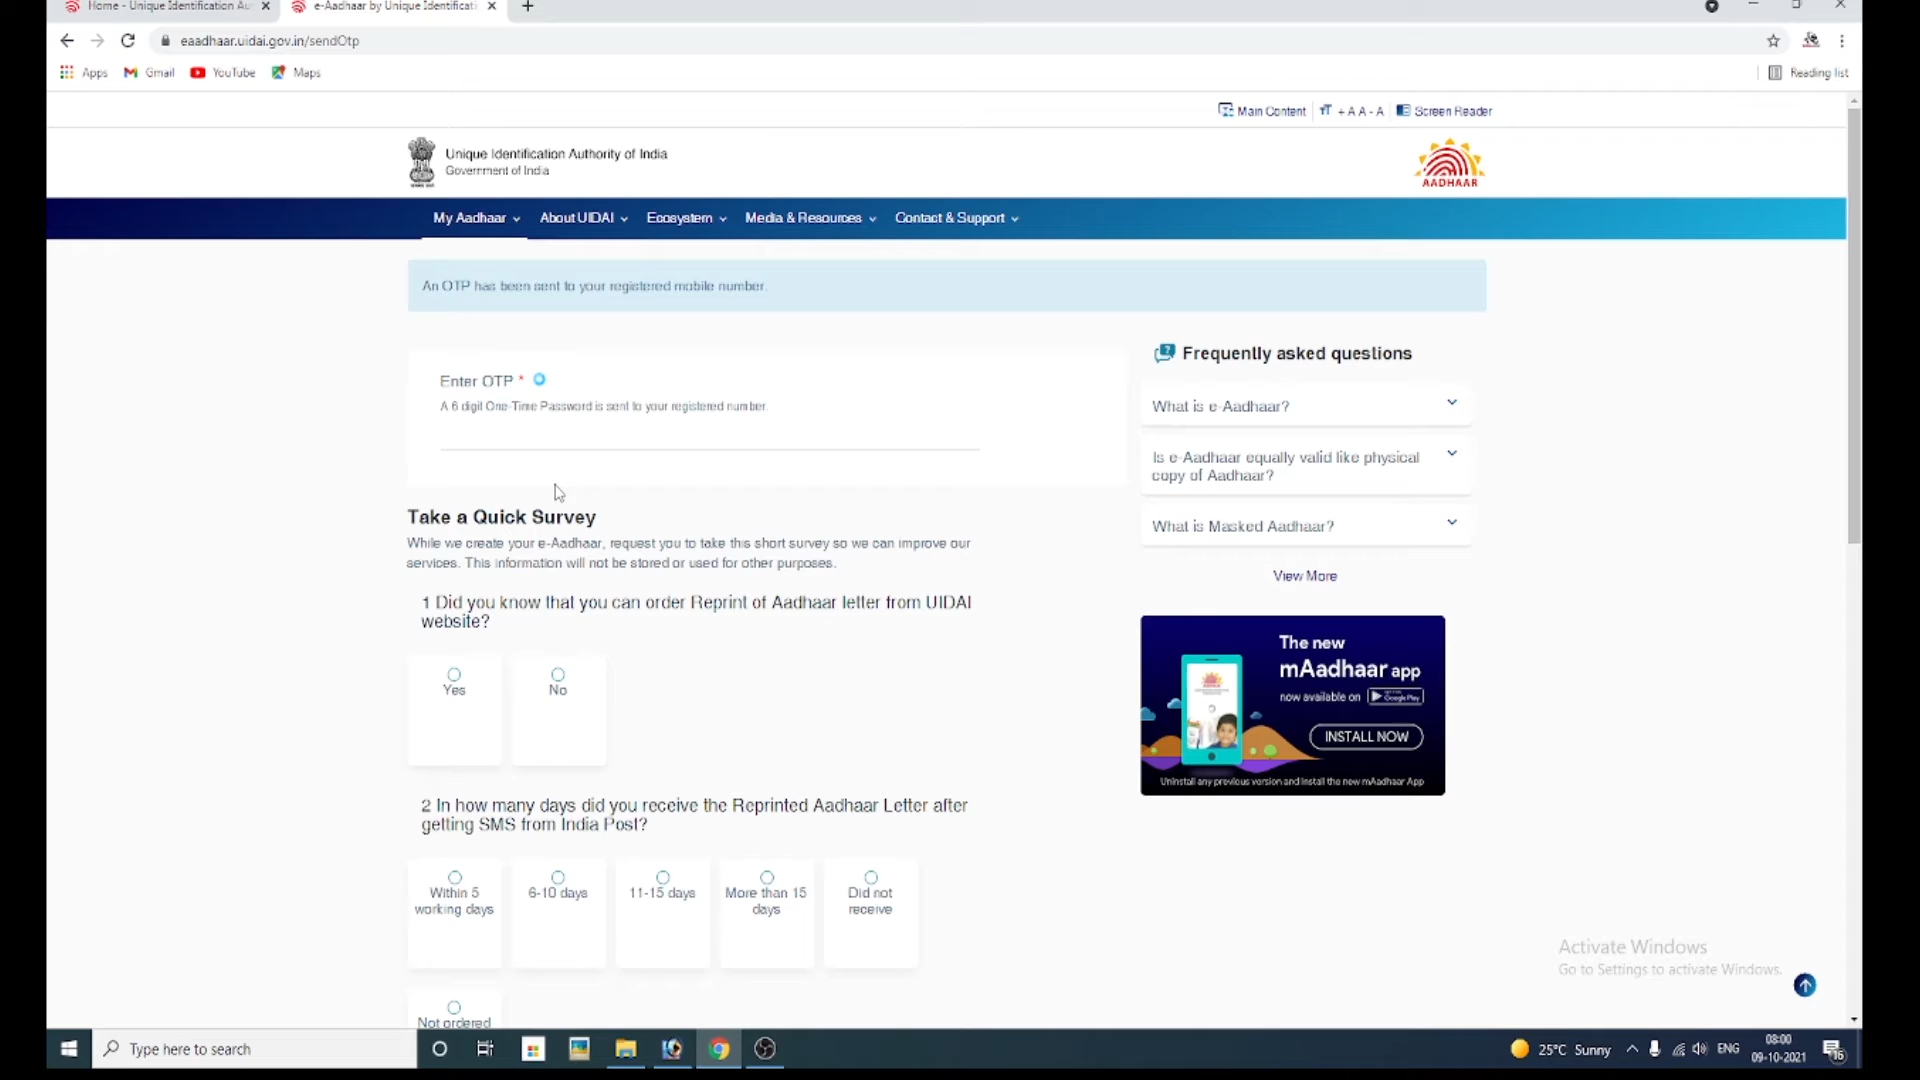 Home - Unique Identification Au
e-Aadhaar by Unique Identificati
eaadhaar.uidai.gov.in/sendOtp
Apps
Gmail
YouTube
Maps
Reading list
Main Content
+ A A - A
Screen Reader
Unique Identification Authority of India
Government of India
AADHAAR
My Aadhaar
About UIDAI
Ecosystem
Media & Resources
Contact & Support
An OTP has been sent to your registered mobile number.
Enter OTP *
A 6 digit One-Time Password is sent to your registered number.
Take a Quick Survey
While we create your e-Aadhaar, request you to take this short survey so we can improve our
services. This information will not be stored or used for other purposes.
1 Did you know that you can order Reprint of Aadhaar letter from UIDAI
website?
Yes
No
2 In how many days did you receive the Reprinted Aadhaar Letter after
getting SMS from India Post?
Within 5
working days
6-10 days
11-15 days
More than 15
days
Did not
receive
Not ordered
Frequently asked questions
What is e-Aadhaar?
Is e-Aadhaar equally valid like physical
copy of Aadhaar?
What is Masked Aadhaar?
View More
The new
mAadhaar app
now available on
Google Play
INSTALL NOW
Uninstall any previous version and install the new mAadhaar App
Activate Windows
Go to Settings to activate Windows.
Type here to search
25°C Sunny
ENG
08:00
09-10-2021
16